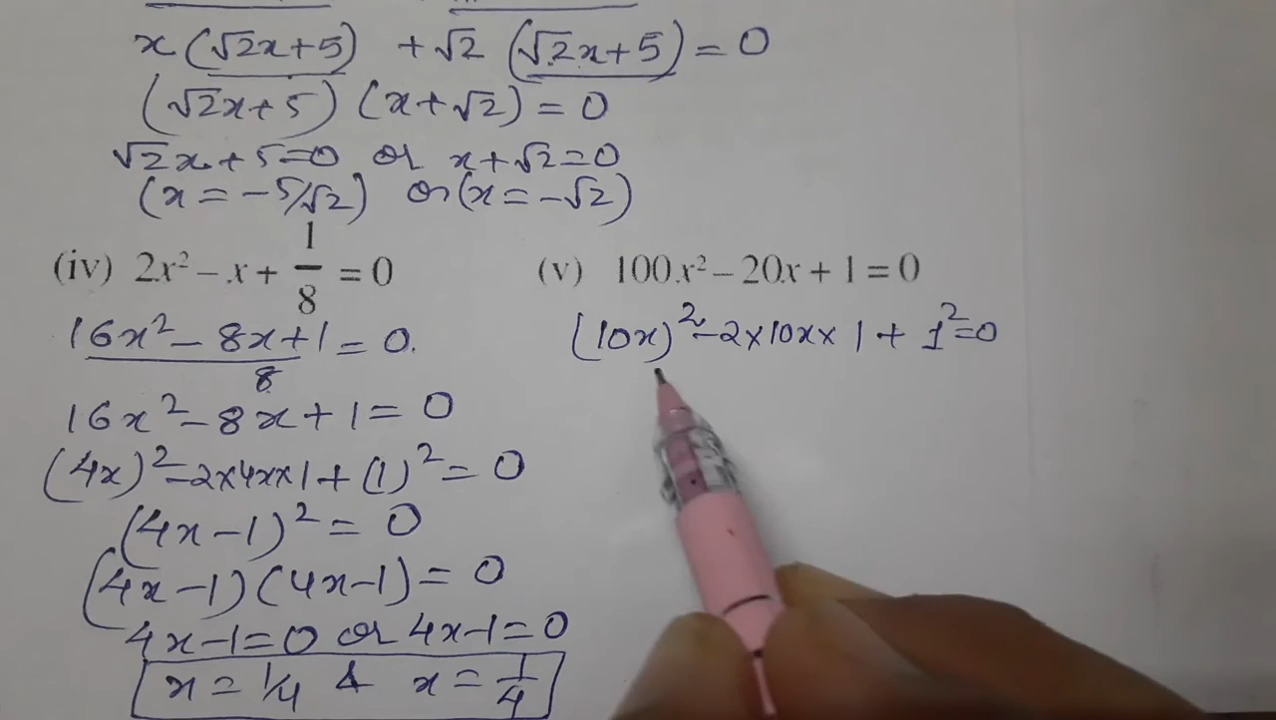 x(√2x+5) +√2 (√2x+5)=0
(√2x+5) (x+√2)=0
√2x+5=0 or x+√2=0
(x=-5/√2) or (x=-√2)
(iv) 2x² – x + 1/8 = 0
16x²-8x+1/8=0.
16x²-8x+1=0
(4x)²-2×4x×1+(1)²=0
(4x-1)²=0
(4x-1)(4x-1)=0
4x-1=0 or 4x-1=0
x=1/4 & x=1/4
(v) 100x² – 20x + 1 = 0
(10x)²-2×10x×1+1²=0